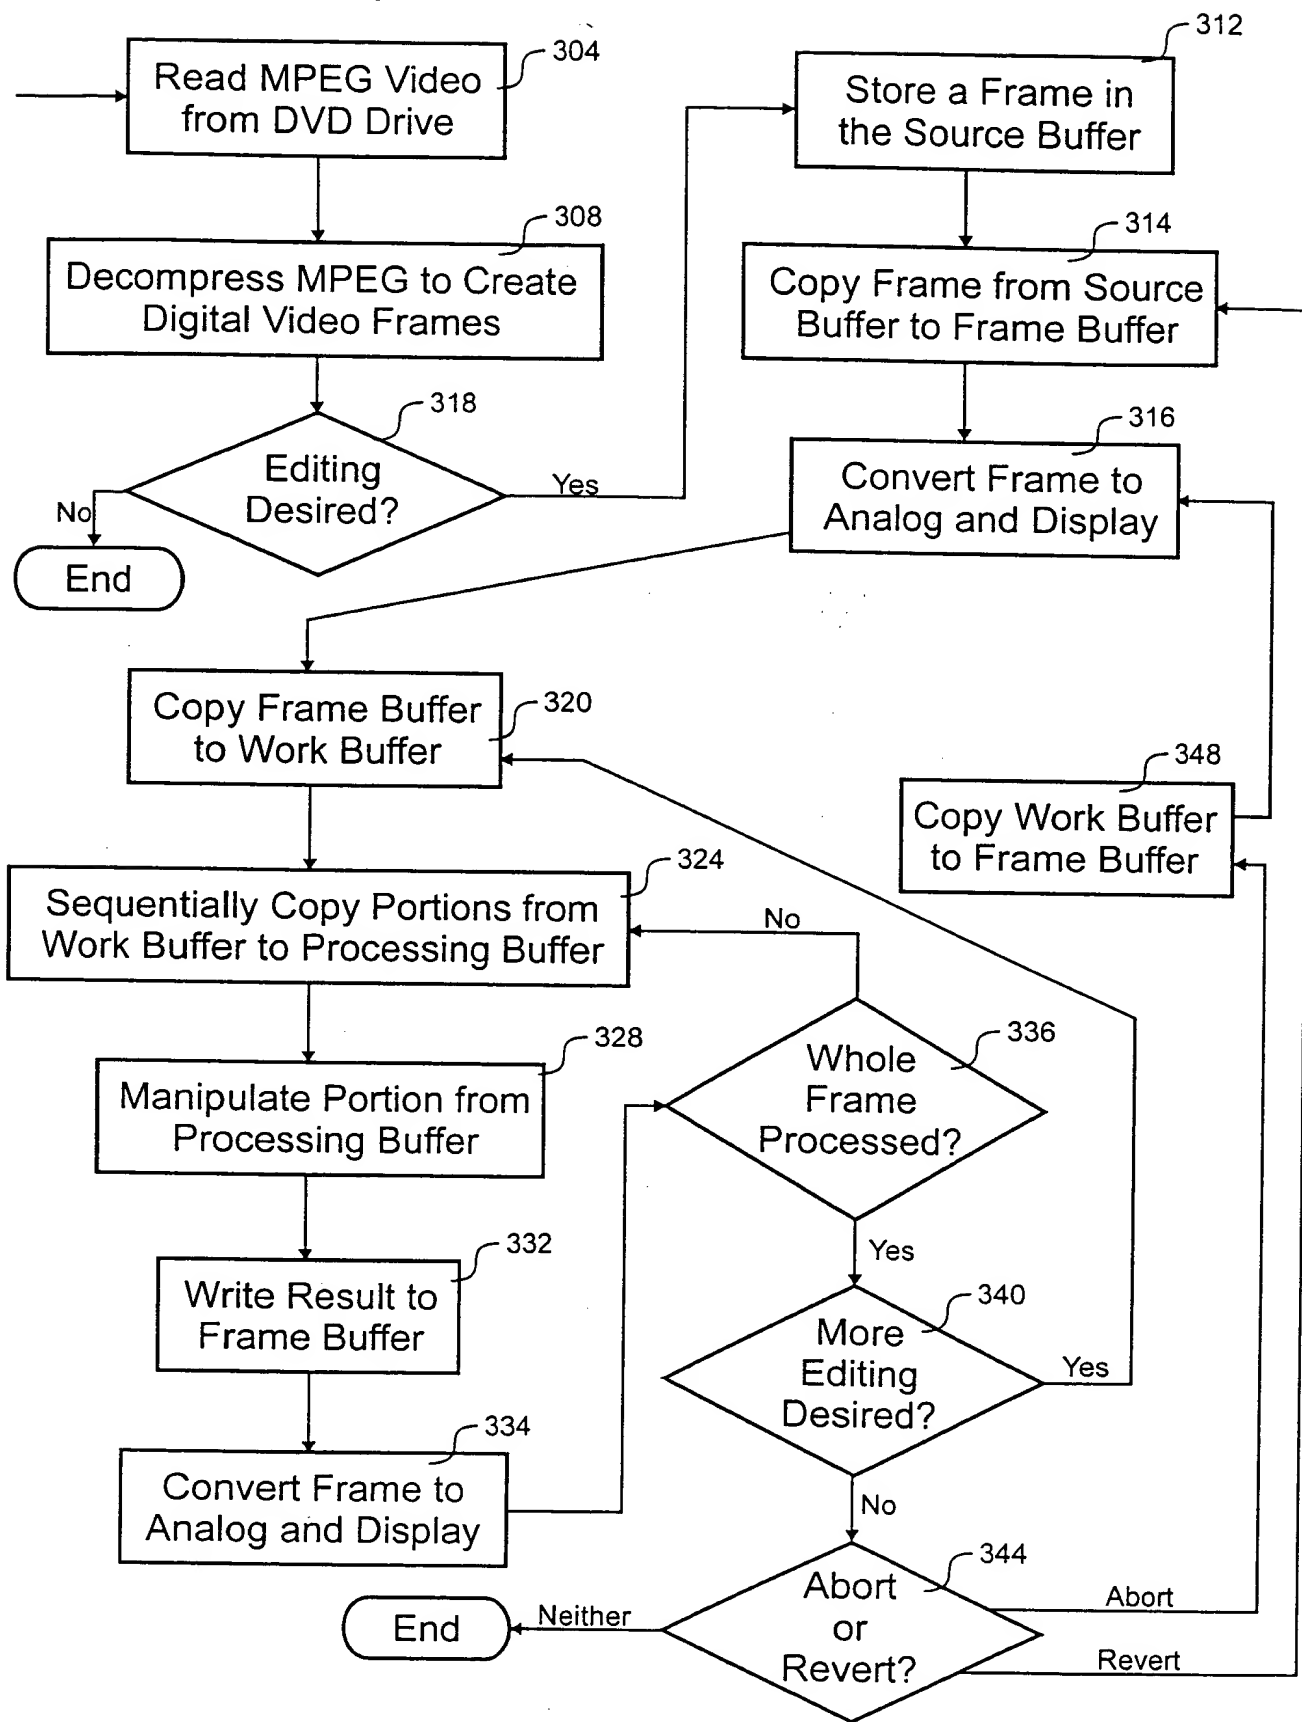 304
Read MPEG Video
from DVD Drive
308
Decompress MPEG to Create
Digital Video Frames
318
Editing
Desired?
No
Yes
End
312
Store a Frame in
the Source Buffer
314
Copy Frame from Source
Buffer to Frame Buffer
316
Convert Frame to
Analog and Display
320
Copy Frame Buffer
to Work Buffer
348
Copy Work Buffer
to Frame Buffer
324
Sequentially Copy Portions from
Work Buffer to Processing Buffer
No
328
Manipulate Portion from
Processing Buffer
336
Whole
Frame
Processed?
Yes
332
Write Result to
Frame Buffer
340
More
Editing
Desired?
Yes
No
334
Convert Frame to
Analog and Display
344
Abort
or
Revert?
Abort
Revert
Neither
End